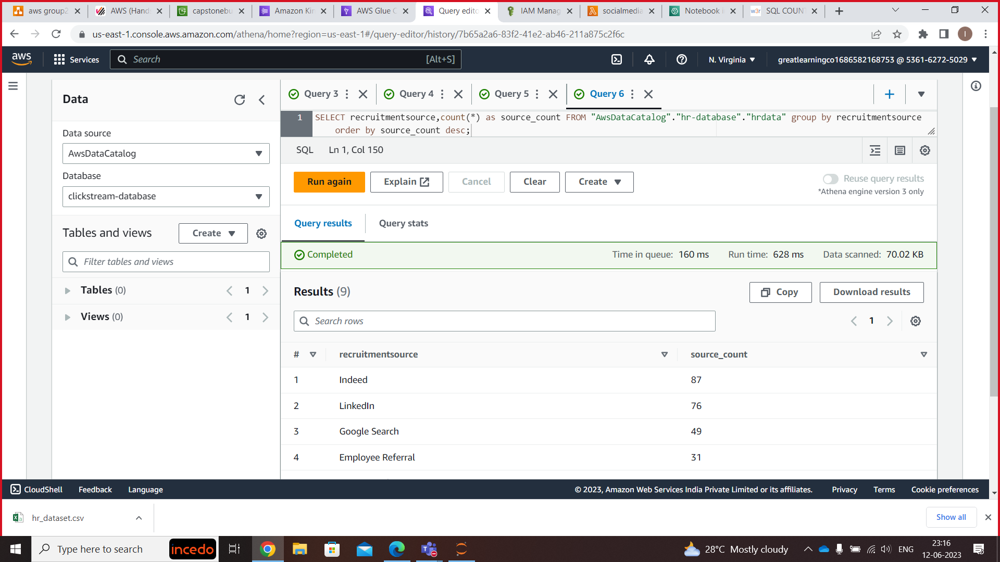 aws group2
AWS (Hand
capstonebu
Amazon Kin
AWS Glue C
Query edito
IAM Manag
socialmedia
Notebook i
w3r SQL COUNT
us-east-1.console.aws.amazon.com/athena/home?region=us-east-1#/query-editor/history/7b65a2a6-83f2-41e2-ab46-211a875c2f6c
I
aws
Services
Search
[Alt+S]
N. Virginia
greatlearningco1686582168753 @ 5361-6272-5029
Data
Query 3
Query 4
Query 5
Query 6
1
SELECT recruitmentsource,count(*) as source_count FROM "AwsDataCatalog"."hr-database"."hrdata" group by recruitmentsource
order by source_count desc;
Data source
AwsDataCatalog
SQL
Ln 1, Col 150
Database
clickstream-database
Run again
Explain
Cancel
Clear
Create
Reuse query results
*Athena engine version 3 only
Tables and views
Create
Filter tables and views
Tables (0)
1
Views (0)
1
Query results
Query stats
Completed
Time in queue: 160 ms
Run time: 628 ms
Data scanned: 70.02 KB
Results (9)
Copy
Download results
Search rows
1
# recruitmentsource source_count
1 Indeed 87
2 LinkedIn 76
3 Google Search 49
4 Employee Referral 31
CloudShell
Feedback
Language
© 2023, Amazon Web Services India Private Limited or its affiliates.
Privacy
Terms
Cookie preferences
hr_dataset.csv
Show all
Type here to search
incedo
28°C Mostly cloudy
ENG
23:16
12-06-2023